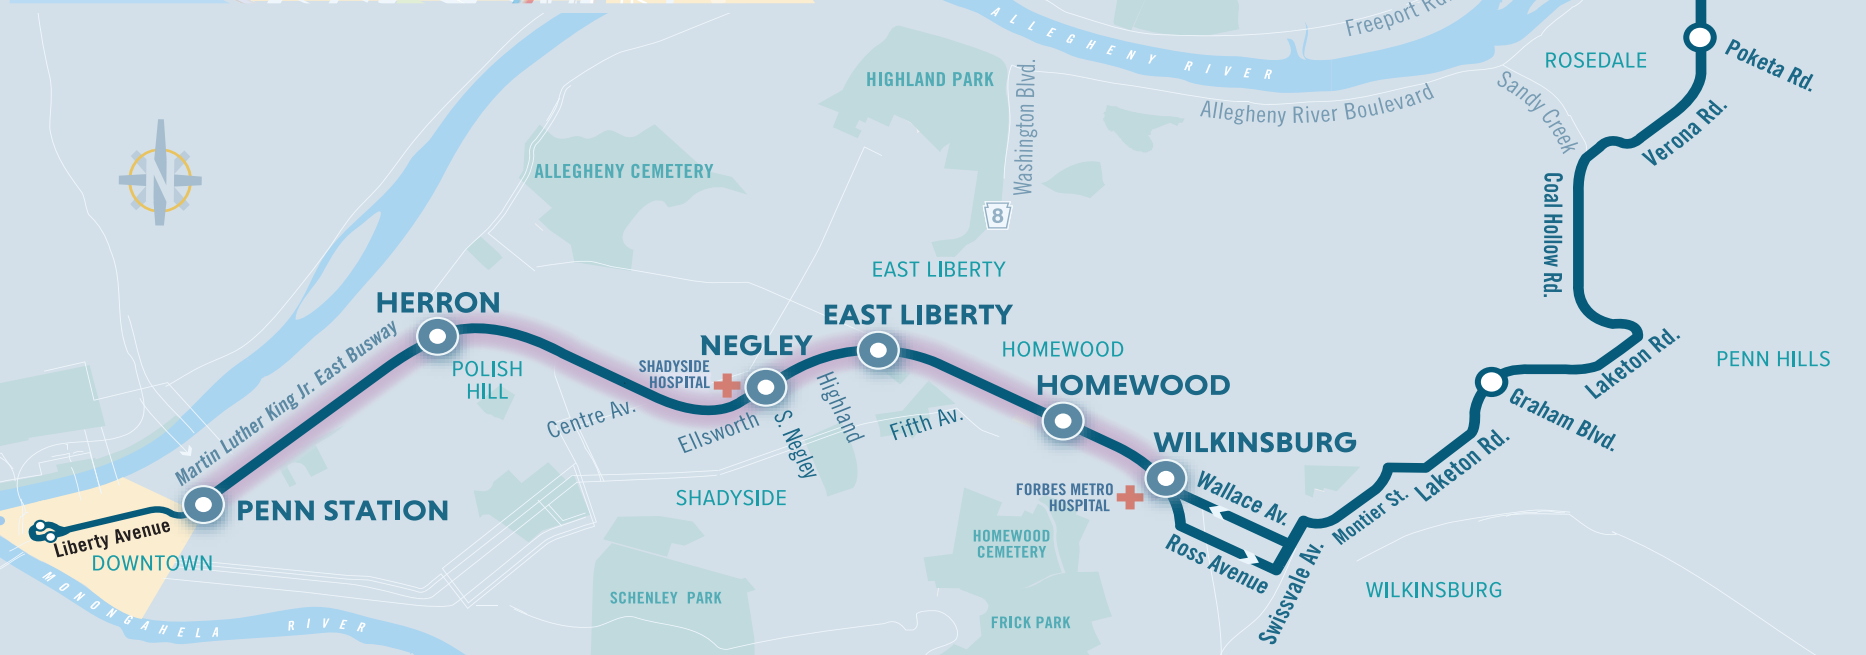 ALLEGHENY RIVER
Freeport Rd.
ROSEDALE
Poketa Rd.
HIGHLAND PARK
Washington Blvd.
Allegheny River Boulevard
Sandy Creek
Verona Rd.
N
ALLEGHENY CEMETERY
8
Coal Hollow Rd.
EAST LIBERTY
HERRON
EAST LIBERTY
NEGLEY
HOMEWOOD
Laketon Rd.
PENN HILLS
Martin Luther King Jr. East Busway
POLISH
HILL
SHADYSIDE
HOSPITAL
HOMEWOOD
Centre Av.
Ellsworth
S. Negley
Highland
Fifth Av.
Graham Blvd.
WILKINSBURG
Laketon Rd.
PENN STATION
SHADYSIDE
FORBES METRO
HOSPITAL
Wallace Av.
Montier St.
Liberty Avenue
DOWNTOWN
HOMEWOOD
CEMETERY
Ross Avenue
Swissvale Av.
WILKINSBURG
MONONGAHELA RIVER
SCHENLEY PARK
FRICK PARK